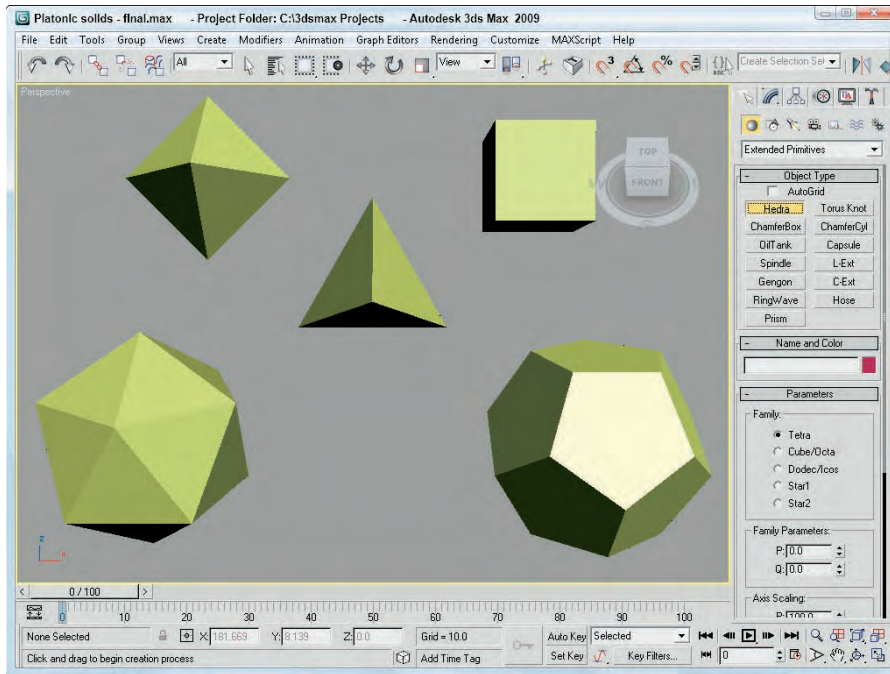 Platonic solids - final.max - Project Folder: C:\3dsmax Projects - Autodesk 3ds Max 2009
File Edit Tools Group Views Create Modifiers Animation Graph Editors Rendering Customize MAXScript Help
All View 3 % ABC Create Selection Set
Perspective
TOP
FRONT
Extended Primitives
- Object Type
AutoGrid
Hedra Torus Knot
ChamferBox ChamferCyl
OilTank Capsule
Spindle L-Ext
Gengon C-Ext
RingWave Hose
Prism
- Name and Color
- Parameters
Family:
Tetra
Cube/Octa
Dodec/Icos
Star1
Star2
Family Parameters:
P: 0.0
Q: 0.0
Axis Scaling:
P: 100.0
z
x
< 0 / 100 >
0 10 20 30 40 50 60 70 80 90 100
None Selected X: 181.669 Y: 8.139 Z: 0.0 Grid = 10.0 Auto Key Selected
Click and drag to begin creation process Add Time Tag Set Key Key Filters... 0